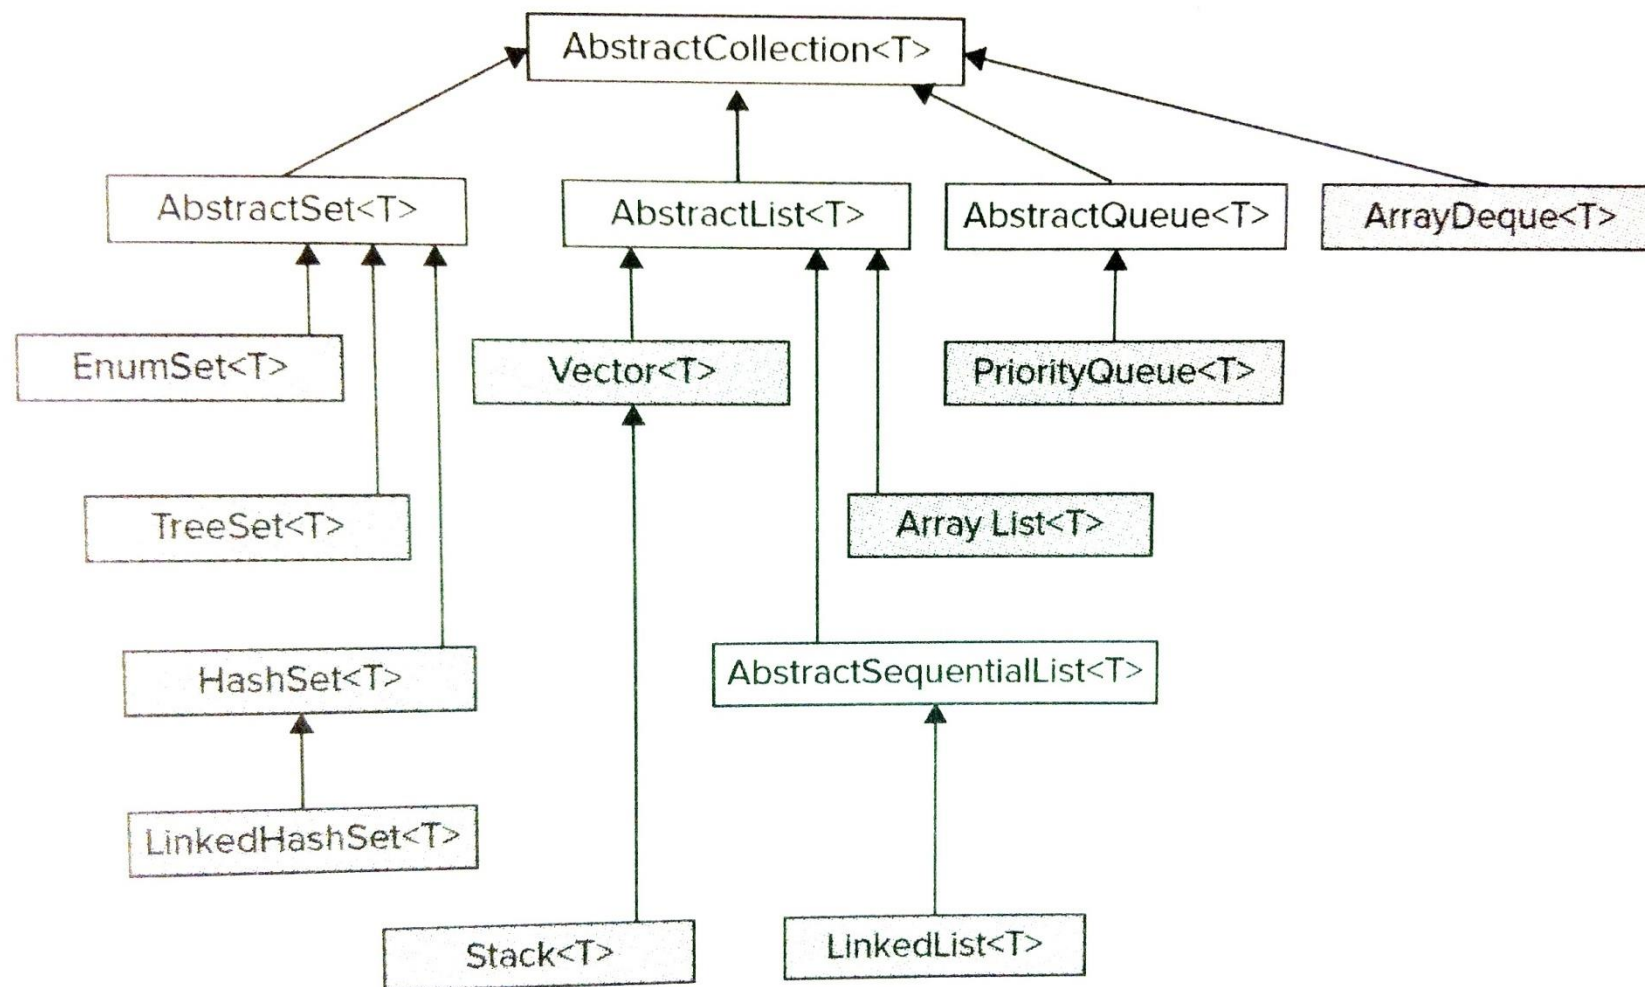 AbstractCollection<T>
AbstractSet<T>
AbstractList<T>
AbstractQueue<T>
ArrayDeque<T>
EnumSet<T>
Vector<T>
PriorityQueue<T>
TreeSet<T>
Array List<T>
HashSet<T>
AbstractSequentialList<T>
LinkedHashSet<T>
Stack<T>
LinkedList<T>